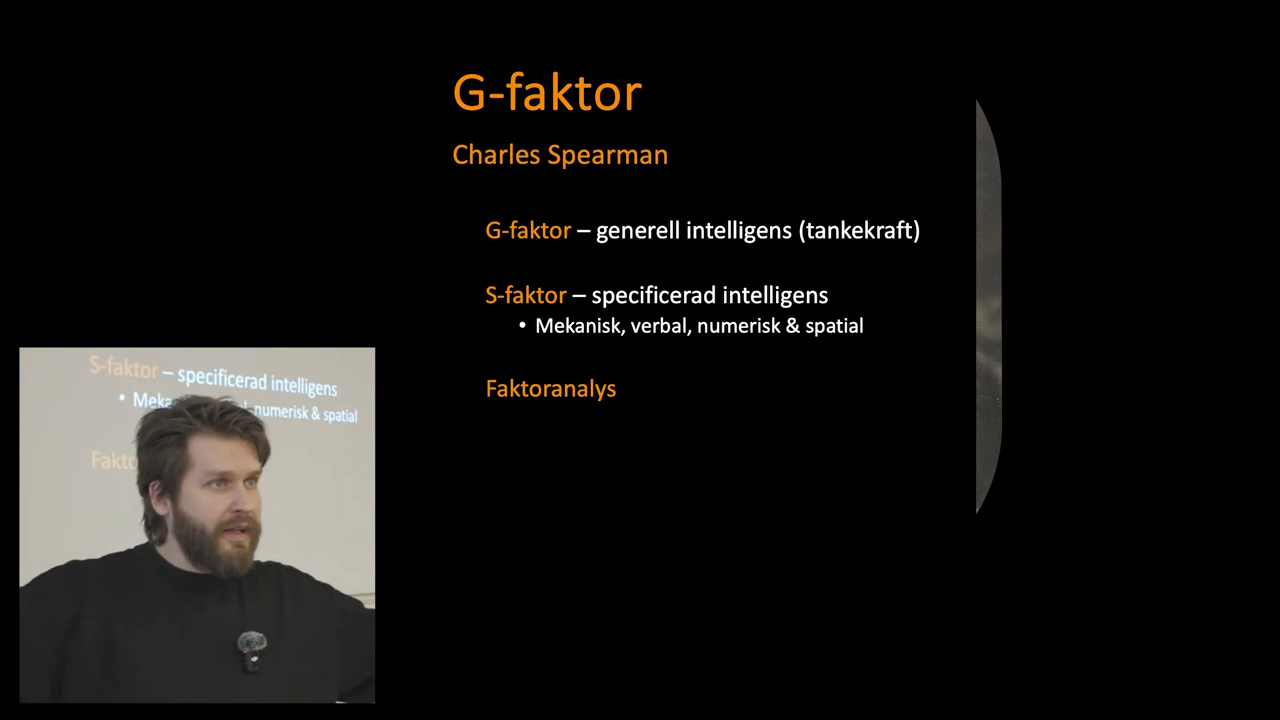 G-faktor
Charles Spearman
G-faktor – generell intelligens (tankekraft)
S-faktor – specificerad intelligens
• Mekanisk, verbal, numerisk & spatial
Faktoranalys
S-faktor – specificerad intelligens
• numerisk & spatial